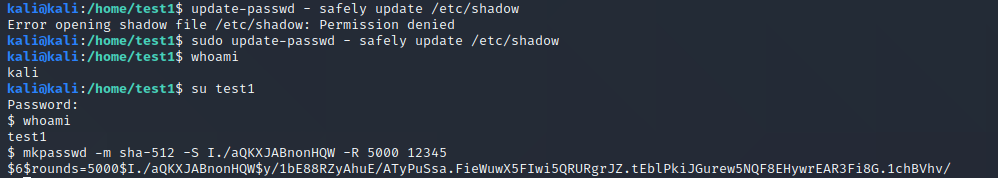 kali@kali:/home/test1$ update-passwd - safely update /etc/shadow
Error opening shadow file /etc/shadow: Permission denied
kali@kali:/home/test1$ sudo update-passwd - safely update /etc/shadow
kali@kali:/home/test1$ whoami
kali
kali@kali:/home/test1$ su test1
Password:
$ whoami
test1
$ mkpasswd -m sha-512 -S I./aQKXJABnonHQW -R 5000 12345
$6$rounds=5000$I./aQKXJABnonHQW$y/1bE88RZyAhuE/ATyPuSsa.FieWuwX5FIwi5QRURgrJZ.tEblPkiJGurew5NQF8EHywrEAR3Fi8G.1chBVhv/